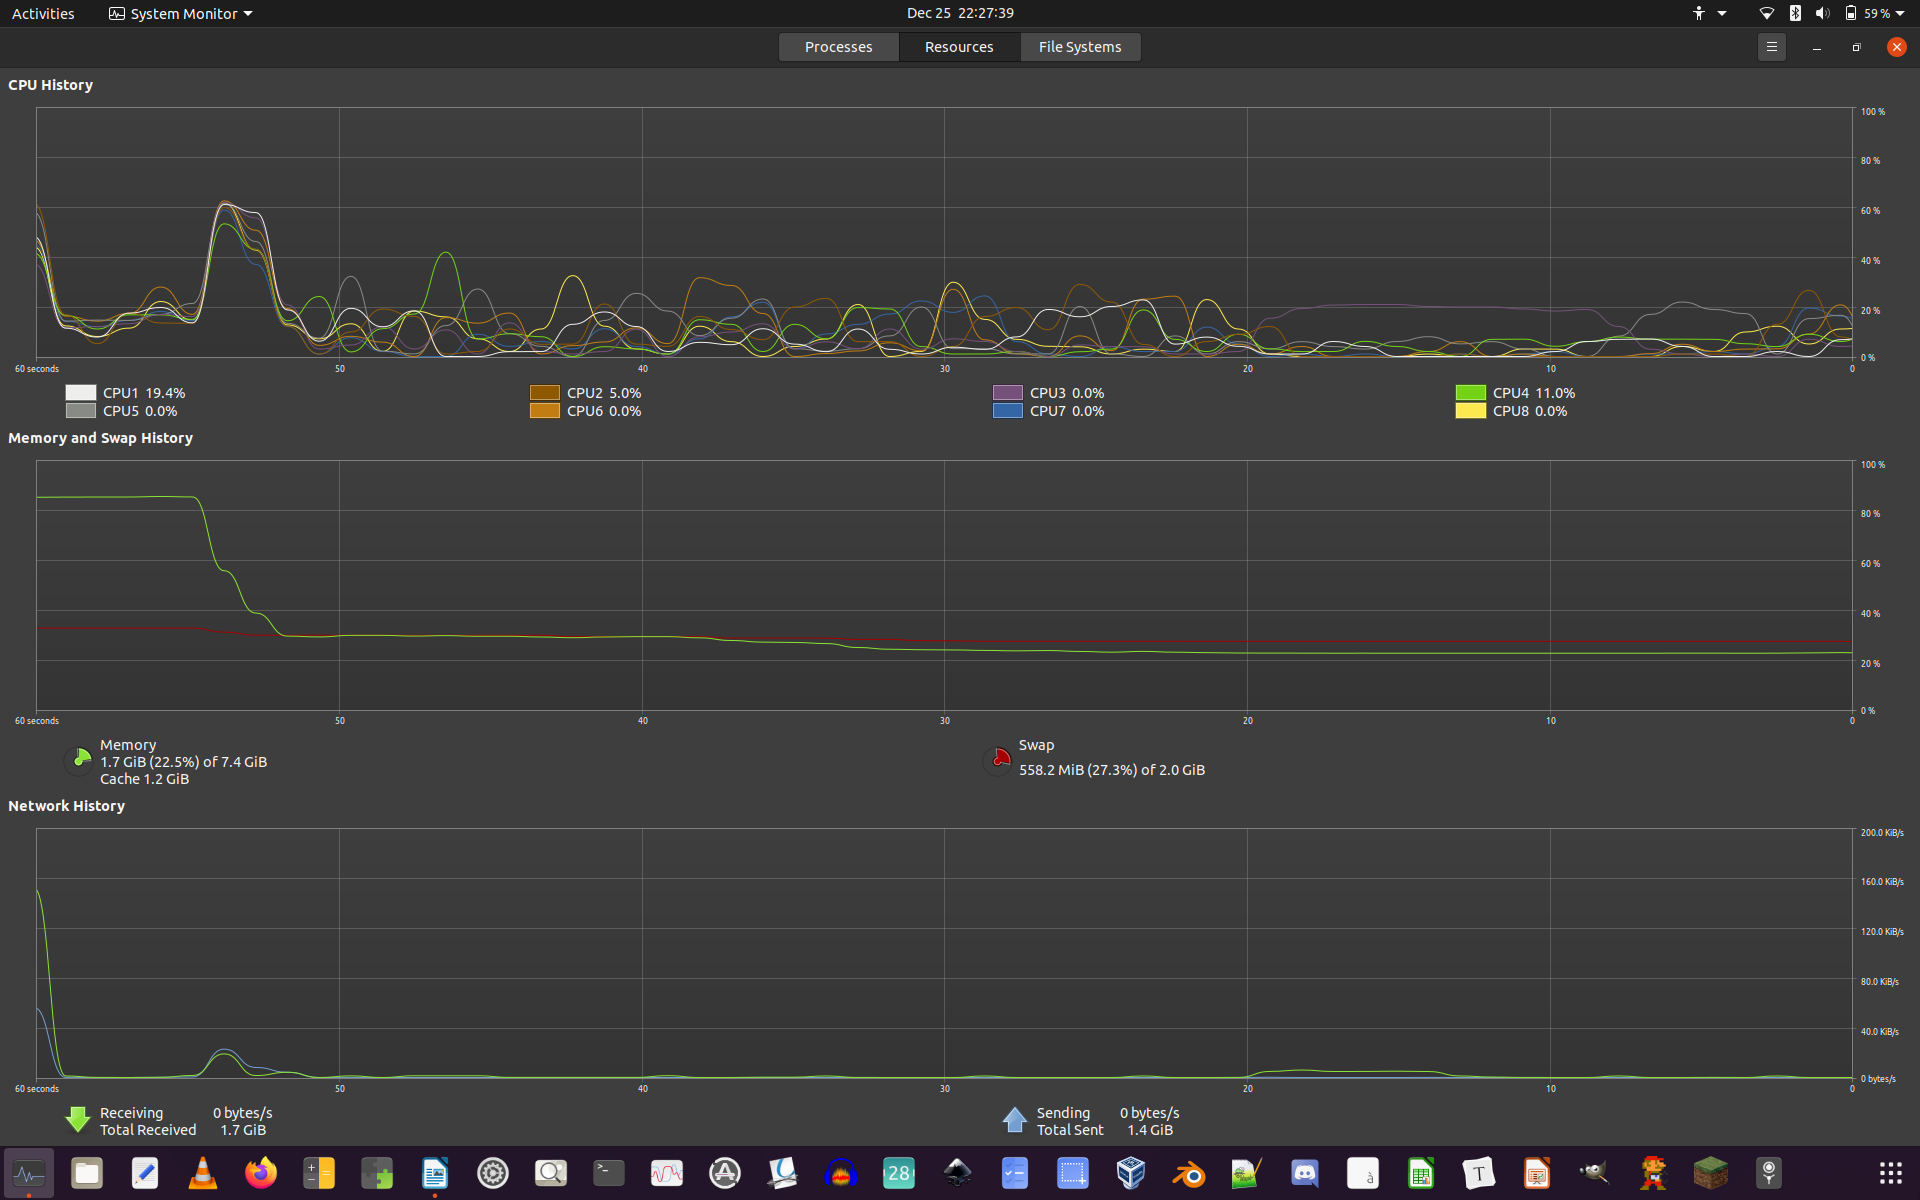 Activities System Monitor Dec 25 22:27:39 59 %
Processes Resources File Systems
CPU History
100 %
80 %
60 %
40 %
20 %
0 %
60 seconds 50 40 30 20 10 0
CPU1 19.4% CPU2 5.0% CPU3 0.0% CPU4 11.0%
CPU5 0.0% CPU6 0.0% CPU7 0.0% CPU8 0.0%
Memory and Swap History
100 %
80 %
60 %
40 %
20 %
0 %
60 seconds 50 40 30 20 10 0
Memory Swap
1.7 GiB (22.5%) of 7.4 GiB 558.2 MiB (27.3%) of 2.0 GiB
Cache 1.2 GiB
Network History
200.0 KiB/s
160.0 KiB/s
120.0 KiB/s
80.0 KiB/s
40.0 KiB/s
0 bytes/s
60 seconds 50 40 30 20 10 0
Receiving 0 bytes/s Sending 0 bytes/s
Total Received 1.7 GiB Total Sent 1.4 GiB
28 à T